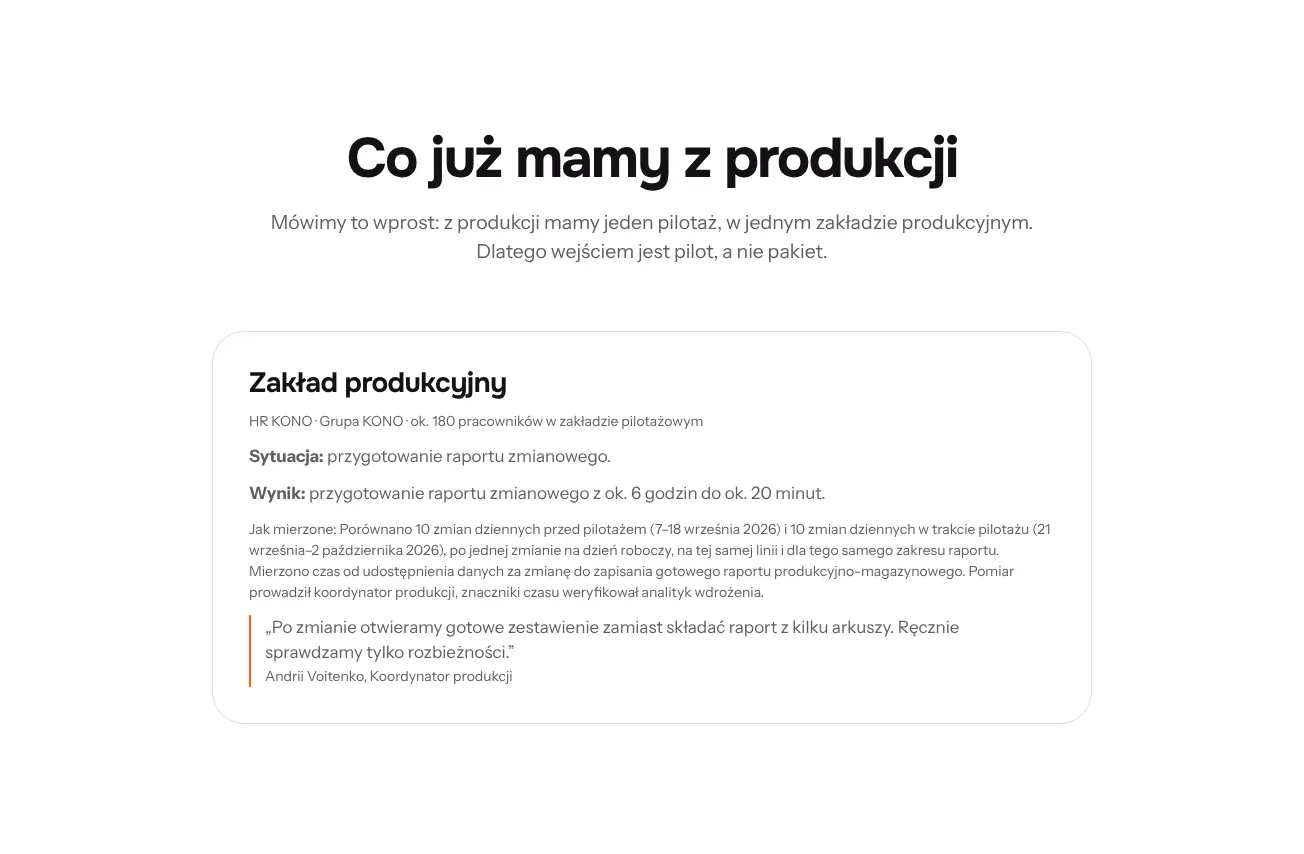 Co już mamy z produkcji
Mówimy to wprost: z produkcji mamy jeden pilotaż, w jednym zakładzie produkcyjnym.
Dlatego wejściem jest pilot, a nie pakiet.
Zakład produkcyjny
HR KONO · Grupa KONO · ok. 180 pracowników w zakładzie pilotażowym
Sytuacja: przygotowanie raportu zmianowego.
Wynik: przygotowanie raportu zmianowego z ok. 6 godzin do ok. 20 minut.
Jak mierzone: Porównano 10 zmian dziennych przed pilotażem (7–18 września 2026) i 10 zmian dziennych w trakcie pilotażu (21
września–2 października 2026), po jednej zmianie na dzień roboczy, na tej samej linii i dla tego samego zakresu raportu.
Mierzono czas od udostępnienia danych za zmianę do zapisania gotowego raportu produkcyjno-magazynowego. Pomiar
prowadził koordynator produkcji, znaczniki czasu weryfikował analityk wdrożenia.
„Po zmianie otwieramy gotowe zestawienie zamiast składać raport z kilku arkuszy. Ręcznie
sprawdzamy tylko rozbieżności.”
Andrii Voitenko, Koordynator produkcji